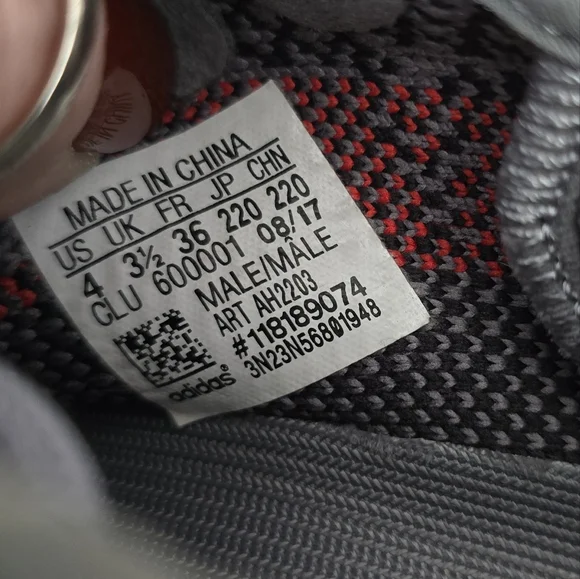 MADE IN CHINA
US UK FR JP CHN
4 3½ 36 220 220
CLU 600001 08/17
MALE/MÂLE
ART AH2203
#118189074
3N23N56801948
adidas®